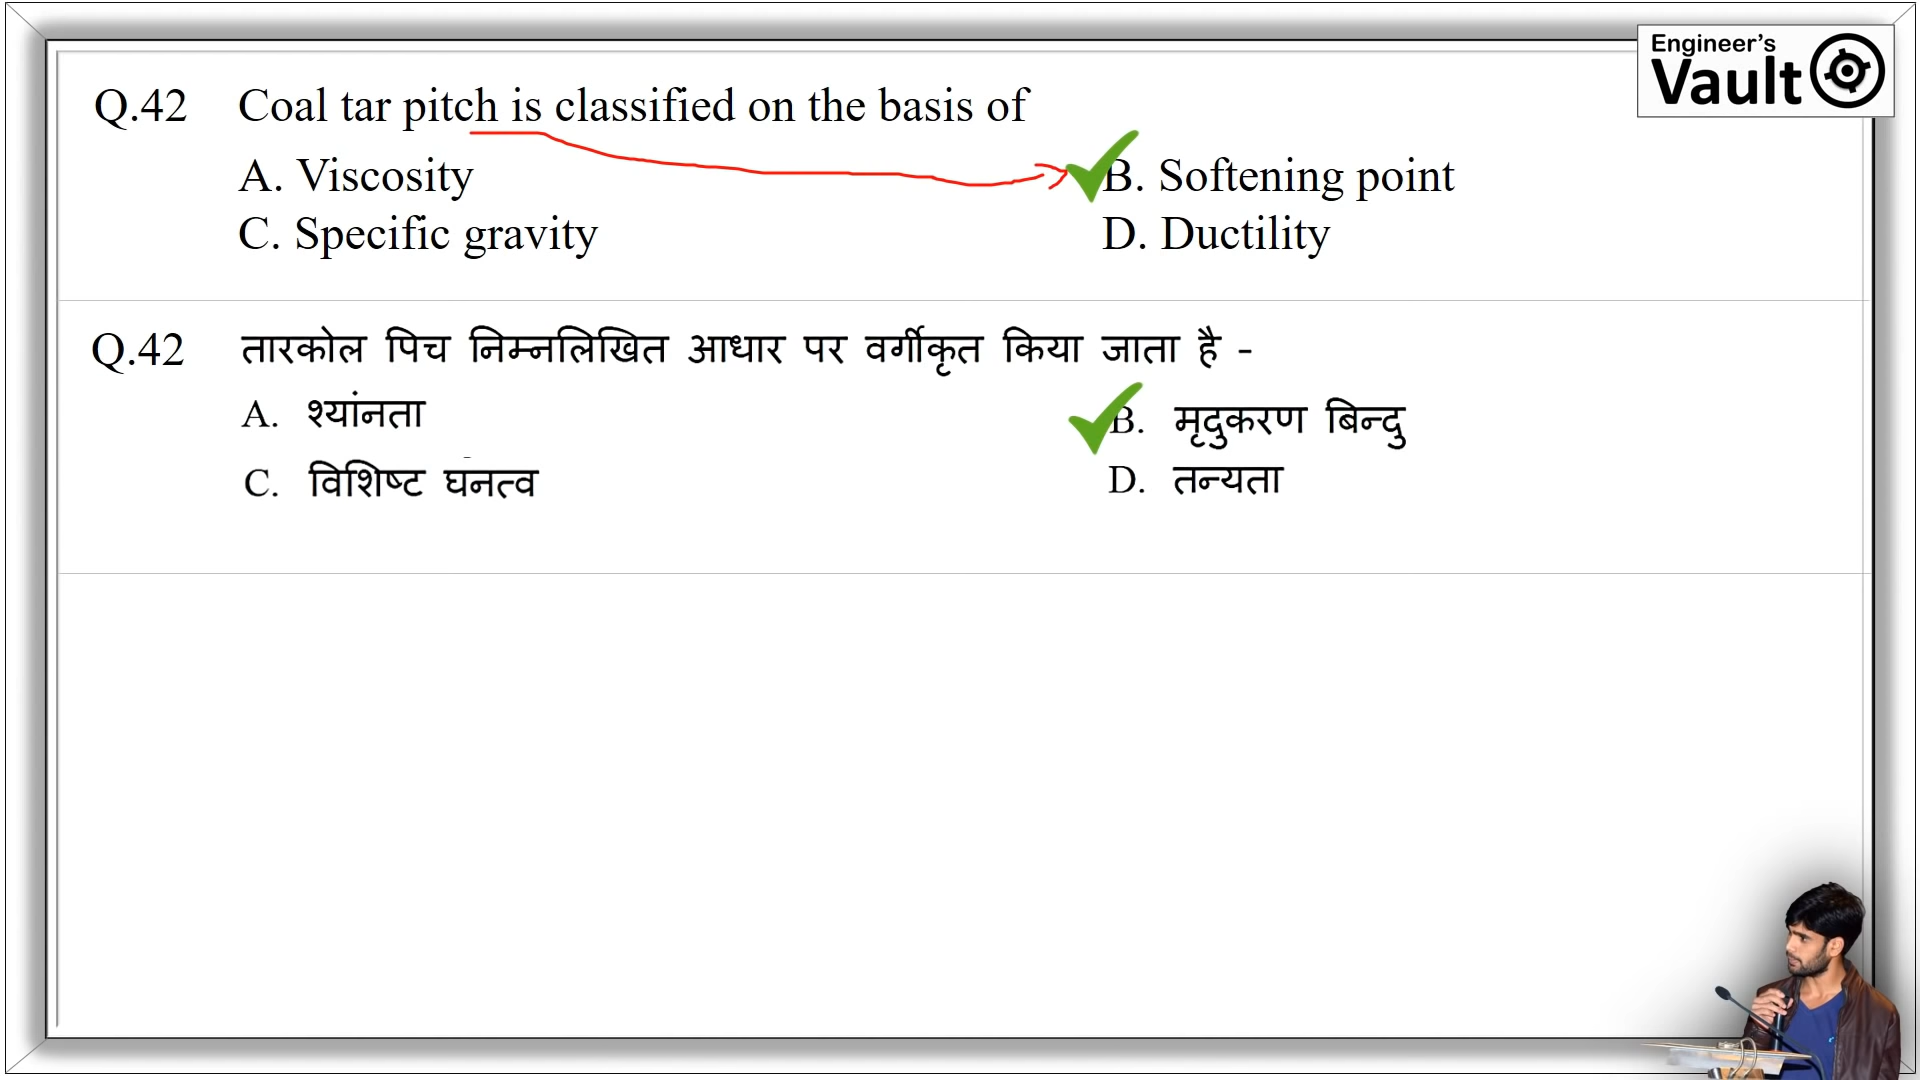 Engineer's
Vault
Q.42 Coal tar pitch is classified on the basis of
A. Viscosity B. Softening point
C. Specific gravity D. Ductility
Q.42 तारकोल पिच निम्नलिखित आधार पर वर्गीकृत किया जाता है -
A. श्यांनता B. मृदुकरण बिन्दु
C. विशिष्ट घनत्व D. तन्यता